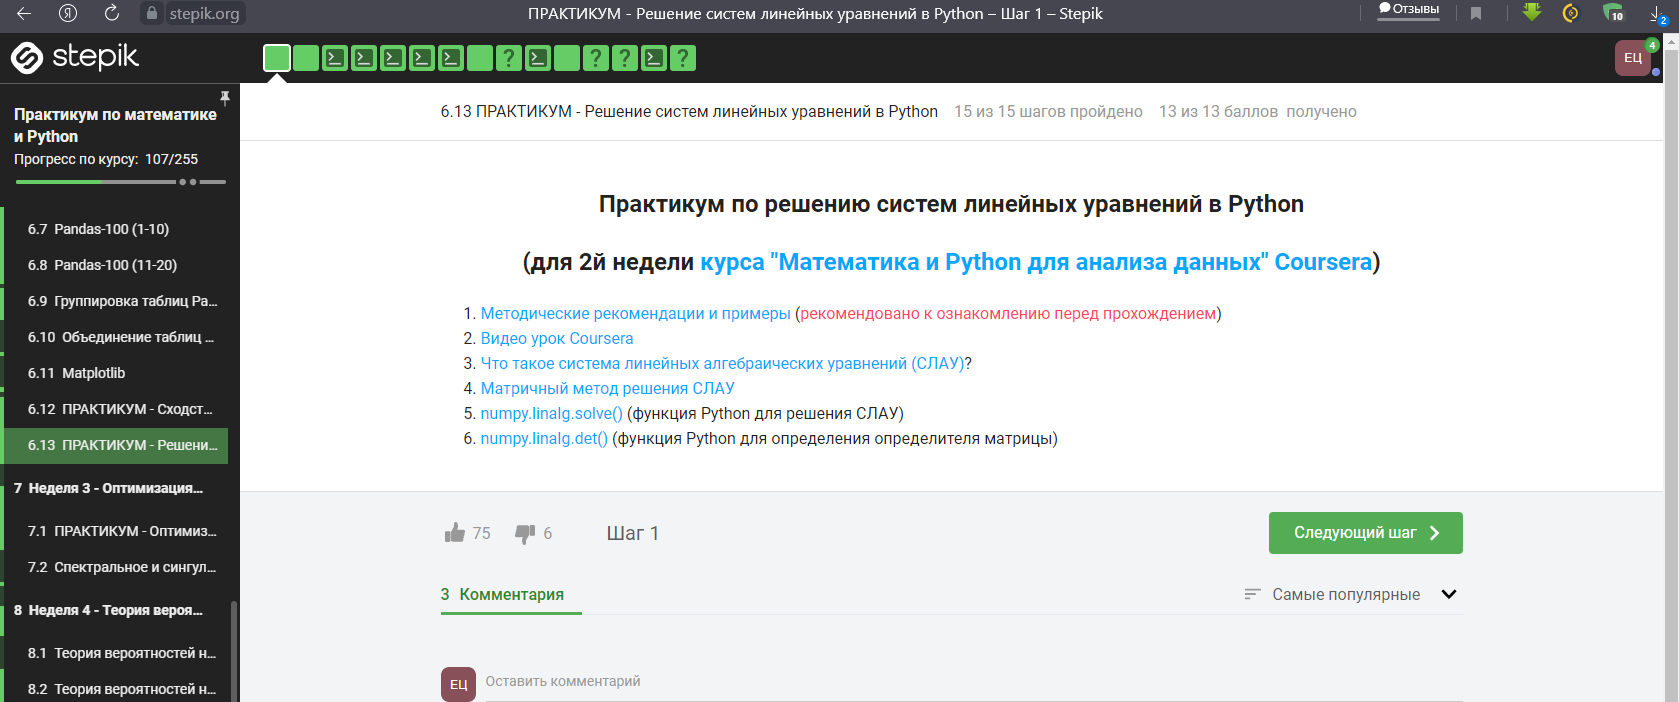 stepik.org
ПРАКТИКУМ - Решение систем линейных уравнений в Python – Шаг 1 – Stepik
Отзывы
10
2
stepik
? ? ? ?
ЕЦ
4
Практикум по математике
и Python
Прогресс по курсу: 107/255
6.7 Pandas-100 (1-10)
6.8 Pandas-100 (11-20)
6.9 Группировка таблиц Pa...
6.10 Объединение таблиц ...
6.11 Matplotlib
6.12 ПРАКТИКУМ - Сходст...
6.13 ПРАКТИКУМ - Решени...
7 Неделя 3 - Оптимизация...
7.1 ПРАКТИКУМ - Оптимиз...
7.2 Спектральное и сингул...
8 Неделя 4 - Теория вероя...
8.1 Теория вероятностей н...
8.2 Теория вероятностей н...
6.13 ПРАКТИКУМ - Решение систем линейных уравнений в Python 15 из 15 шагов пройдено 13 из 13 баллов получено
Практикум по решению систем линейных уравнений в Python
(для 2й недели курса "Математика и Python для анализа данных" Coursera)
1. Методические рекомендации и примеры (рекомендовано к ознакомлению перед прохождением)
2. Видео урок Coursera
3. Что такое система линейных алгебраических уравнений (СЛАУ)?
4. Матричный метод решения СЛАУ
5. numpy.linalg.solve() (функция Python для решения СЛАУ)
6. numpy.linalg.det() (функция Python для определения определителя матрицы)
75 6 Шаг 1
Следующий шаг
3 Комментария
Самые популярные
ЕЦ
Оставить комментарий